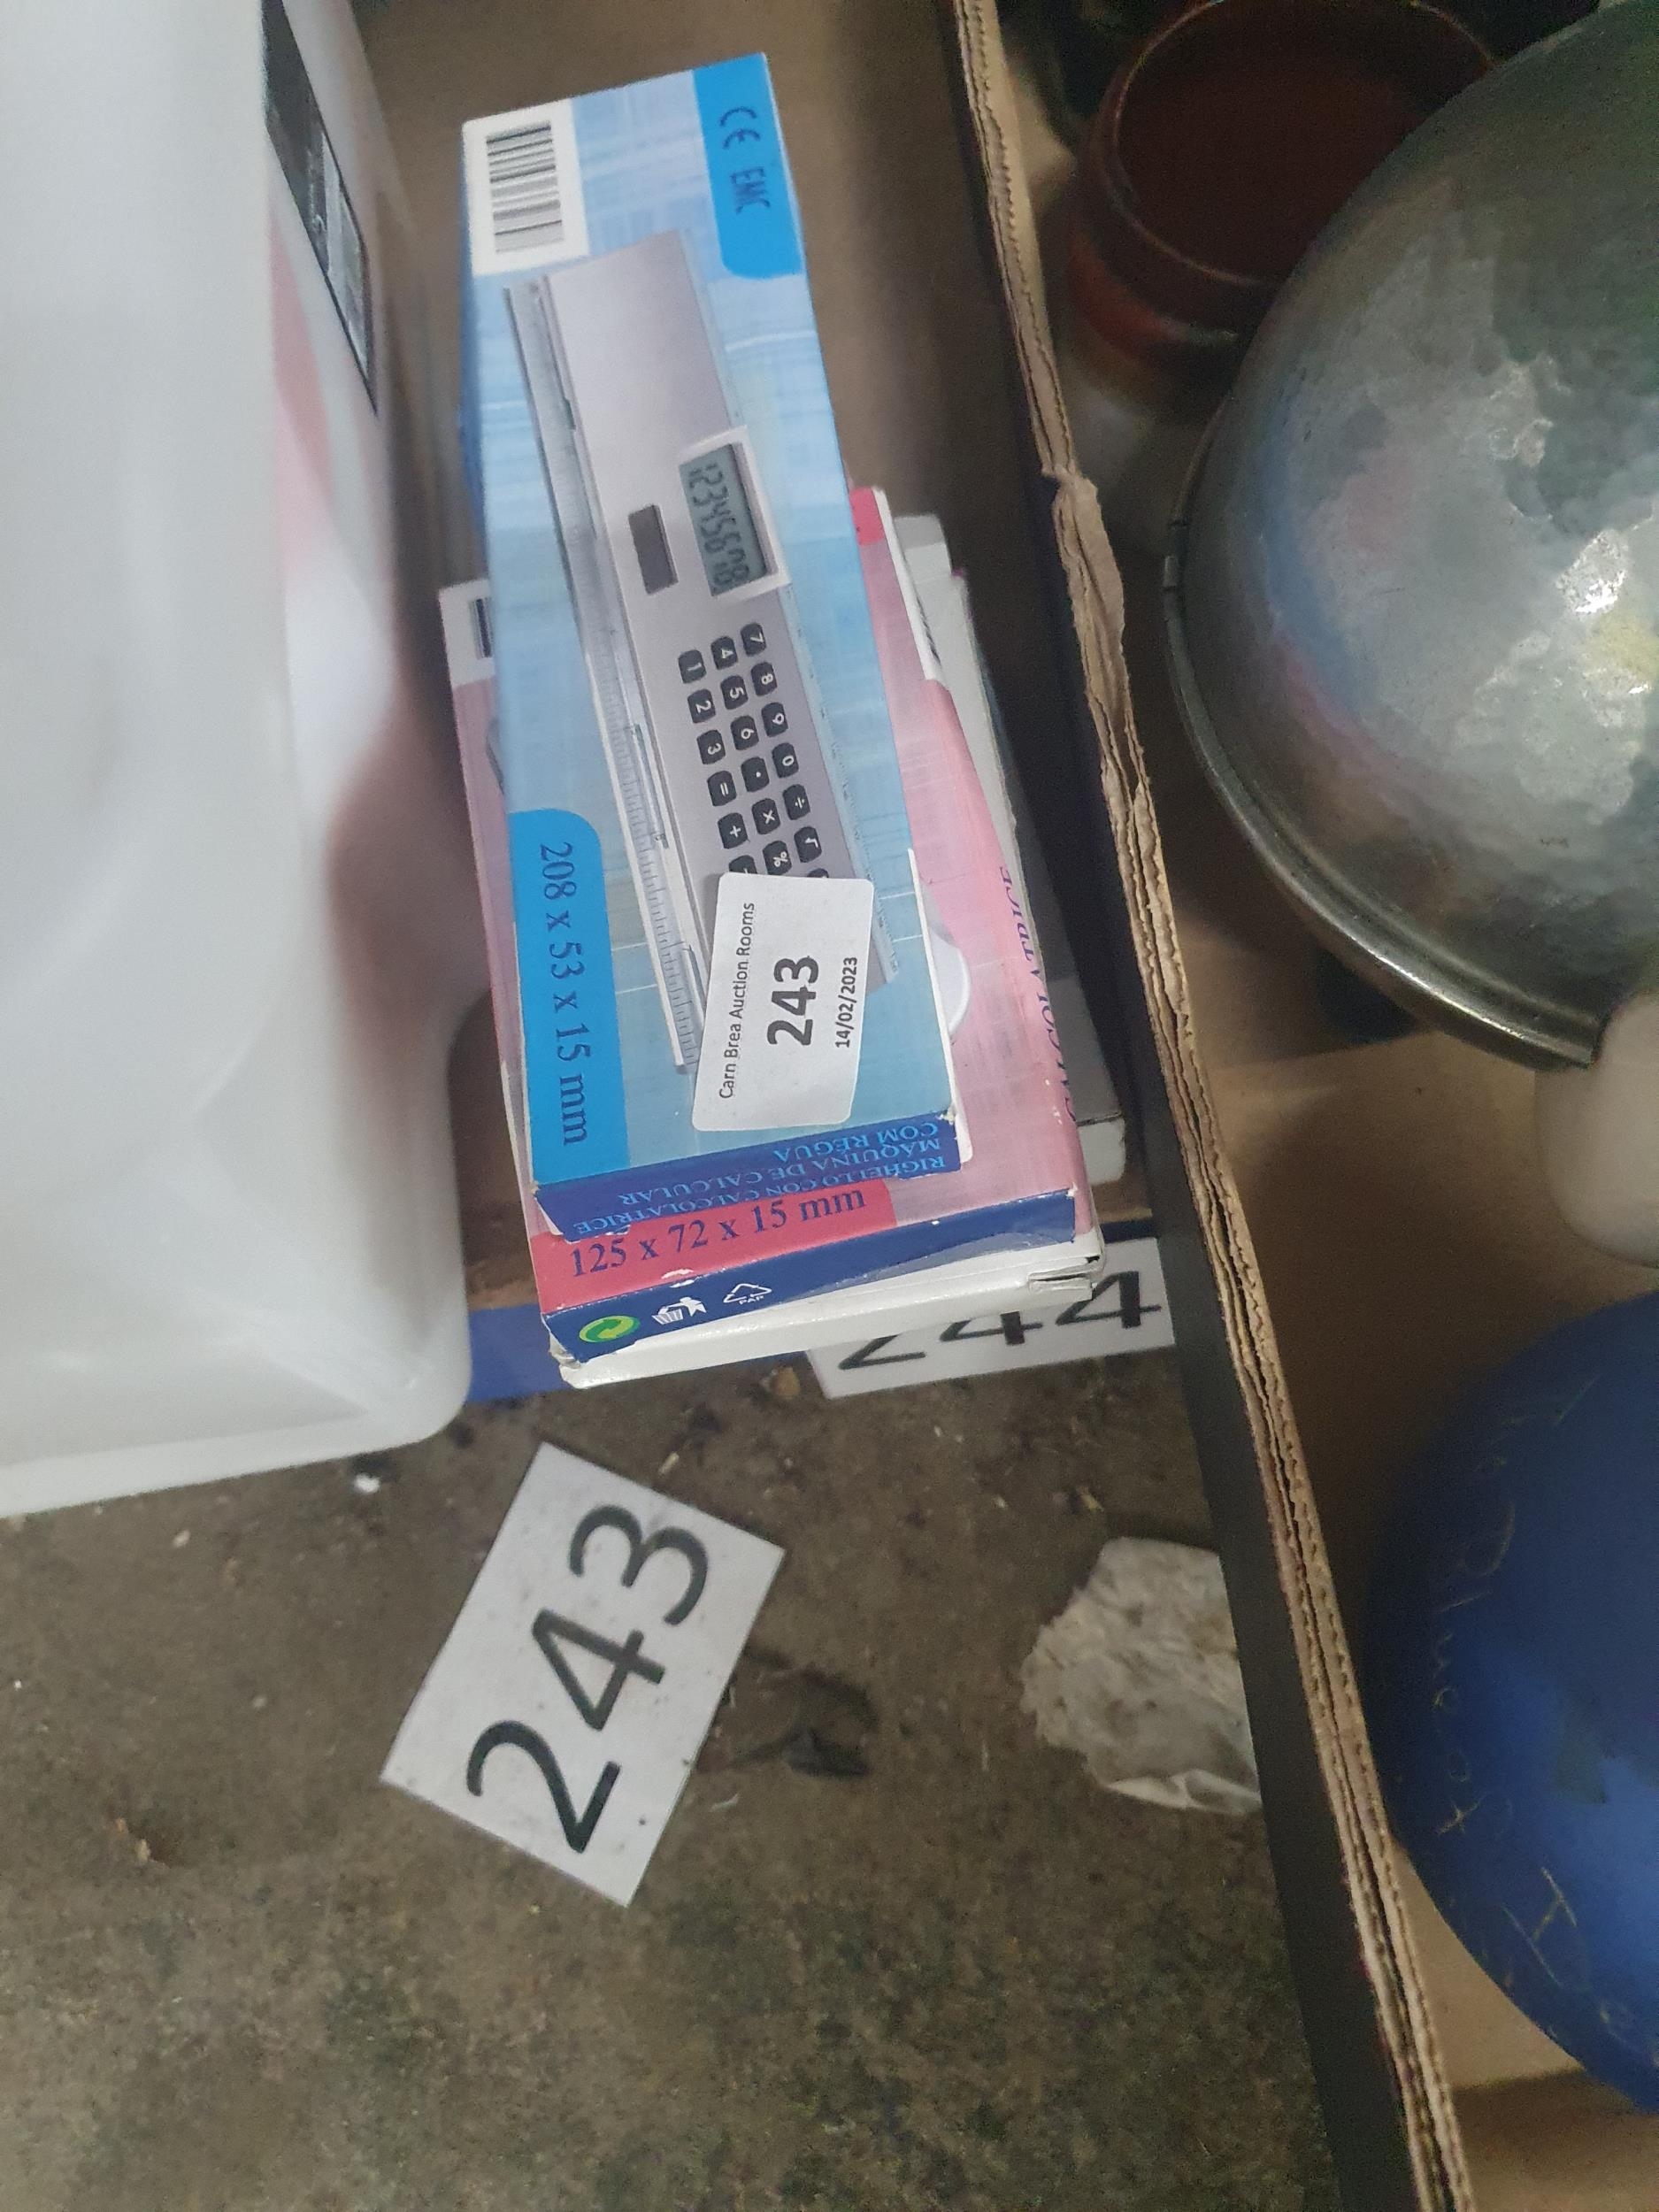 CE EMC
12345678
7 8 9 0 ÷ √
4 5 6 . × %
1 2 3 = +
208 x 53 x 15 mm
Carn Brea Auction Rooms
243
14/02/2023
RIGHELLO CON CALCOLATRICE
MÁQUINA DE CALCULAR
COM RÉGUA
CALCOLATRICE
125 x 72 x 15 mm
PAP
244
243